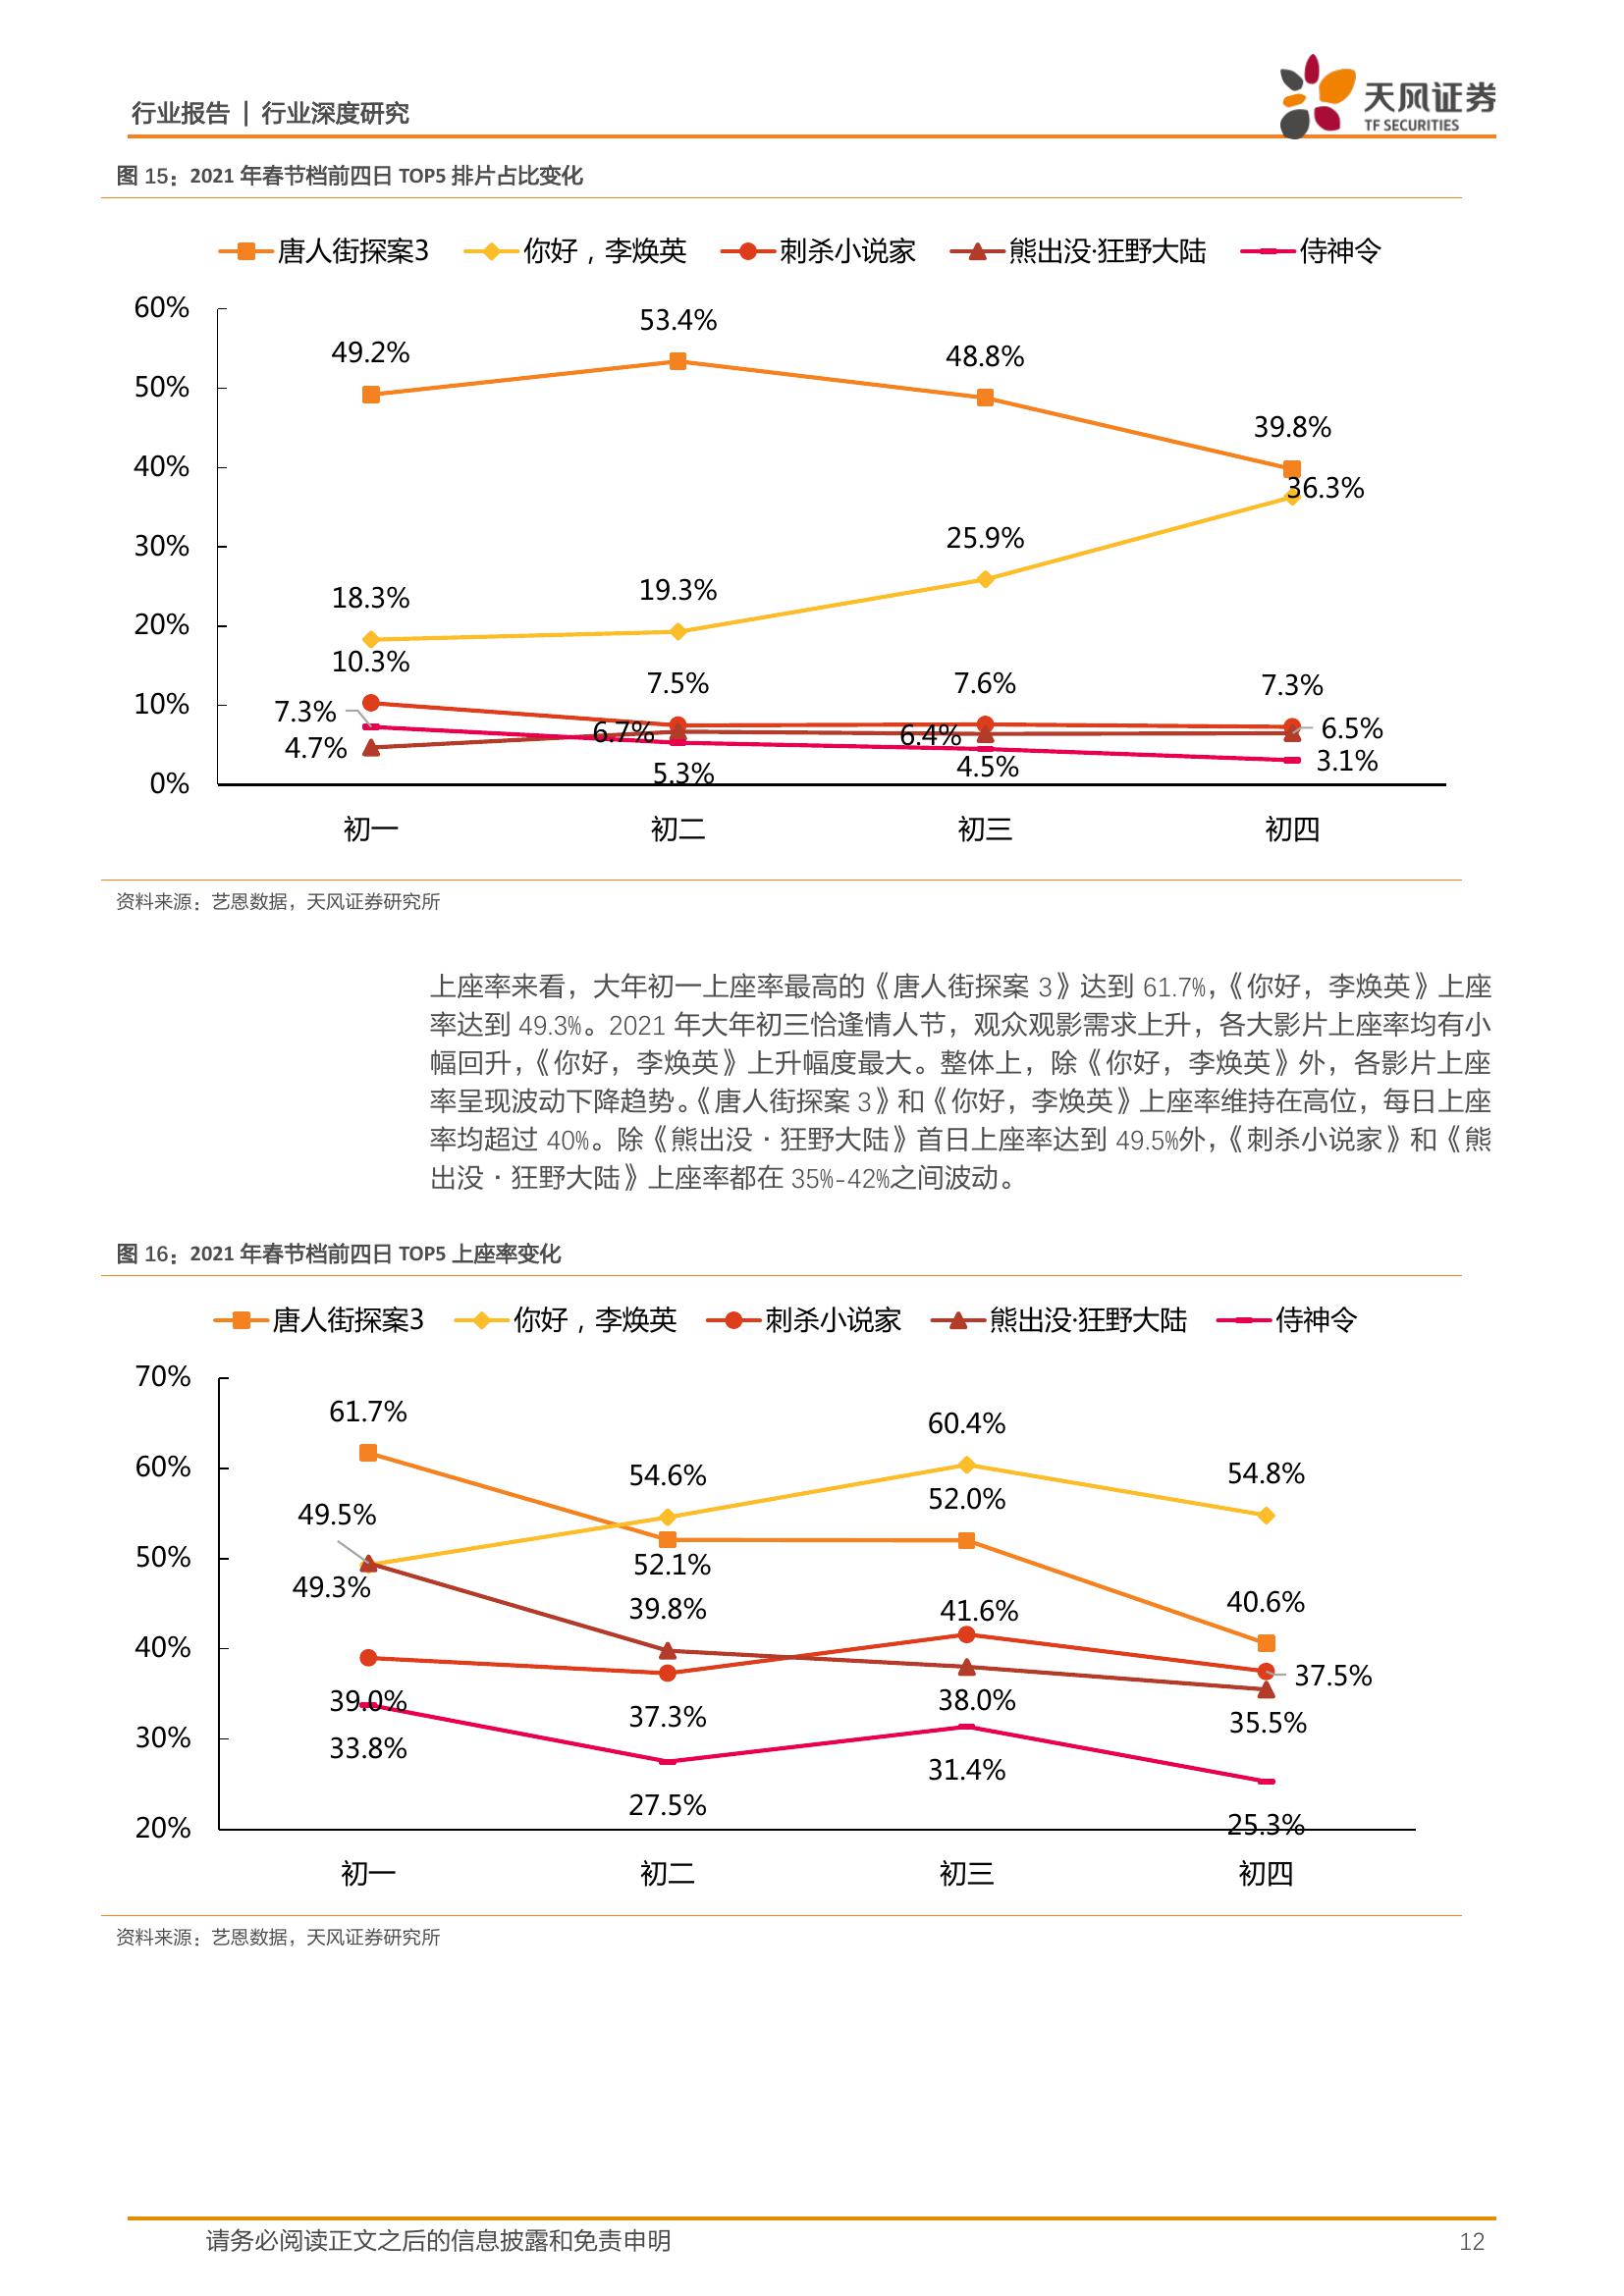 行业报告 | 行业深度研究
天风证券
TF SECURITIES
图 15：2021 年春节档前四日 TOP5 排片占比变化
唐人街探案3 你好，李焕英 刺杀小说家 熊出没·狂野大陆 侍神令
60%
53.4%
49.2%
48.8%
50%
39.8%
40%
36.3%
30%
25.9%
18.3%
19.3%
20%
10.3%
7.5%
7.6%
7.3%
10%
7.3%
6.7%
6.4%
6.5%
4.7%
5.3%
4.5%
3.1%
0%
初一 初二 初三 初四
资料来源：艺恩数据，天风证券研究所
上座率来看，大年初一上座率最高的《唐人街探案 3》达到 61.7%，《你好，李焕英》上座
率达到 49.3%。2021 年大年初三恰逢情人节，观众观影需求上升，各大影片上座率均有小
幅回升，《你好，李焕英》上升幅度最大。整体上，除《你好，李焕英》外，各影片上座
率呈现波动下降趋势。《唐人街探案 3》和《你好，李焕英》上座率维持在高位，每日上座
率均超过 40%。除《熊出没·狂野大陆》首日上座率达到 49.5%外，《刺杀小说家》和《熊
出没·狂野大陆》上座率都在 35%-42%之间波动。
图 16：2021 年春节档前四日 TOP5 上座率变化
唐人街探案3 你好，李焕英 刺杀小说家 熊出没·狂野大陆 侍神令
70%
61.7%
60.4%
60%
54.6%
54.8%
49.5%
52.0%
50%
52.1%
49.3%
39.8%
41.6%
40.6%
40%
39.0%
37.3%
38.0%
37.5%
35.5%
30%
33.8%
31.4%
27.5%
25.3%
20%
初一 初二 初三 初四
资料来源：艺恩数据，天风证券研究所
请务必阅读正文之后的信息披露和免责申明 12